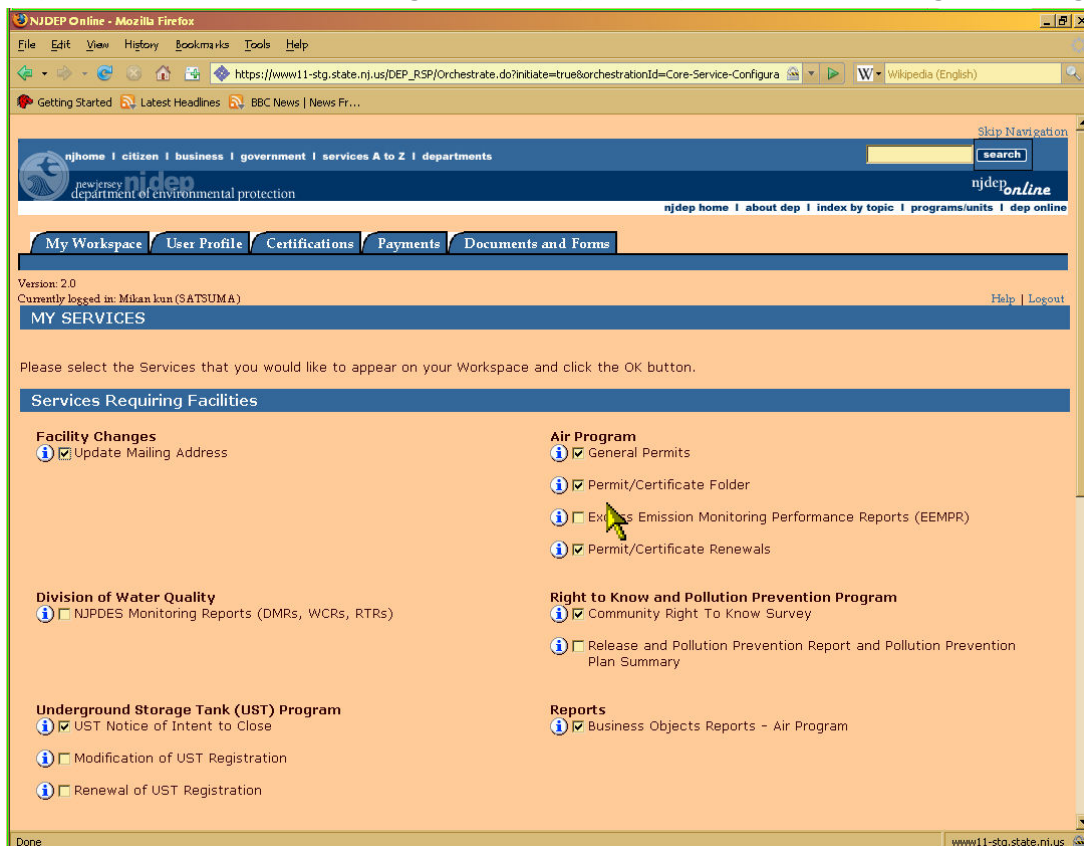 NJDEP Online - Mozilla Firefox
File Edit View History Bookmarks Tools Help
https://www11-stg.state.nj.us/DEP_RSP/Orchestrate.do?initiate=true&orchestrationId=Core-Service-Configura
W Wikipedia (English)
Getting Started Latest Headlines BBC News | News Fr...
Skip Navigation
njhome | citizen | business | government | services A to Z | departments
search
newjersey njdep
department of environmental protection
njdeponline
njdep home | about dep | index by topic | programs/units | dep online
My Workspace User Profile Certifications Payments Documents and Forms
Version: 2.0
Currently logged in: Mikan kun (SATSUMA)
Help | Logout
MY SERVICES
Please select the Services that you would like to appear on your Workspace and click the OK button.
Services Requiring Facilities
Facility Changes
Update Mailing Address
Air Program
General Permits
Permit/Certificate Folder
Emission Monitoring Performance Reports (EEMPR)
Permit/Certificate Renewals
Division of Water Quality
NJPDES Monitoring Reports (DMRs, WCRs, RTRs)
Right to Know and Pollution Prevention Program
Community Right To Know Survey
Release and Pollution Prevention Report and Pollution Prevention
Plan Summary
Underground Storage Tank (UST) Program
UST Notice of Intent to Close
Modification of UST Registration
Renewal of UST Registration
Reports
Business Objects Reports - Air Program
Done
www11-stg.state.nj.us